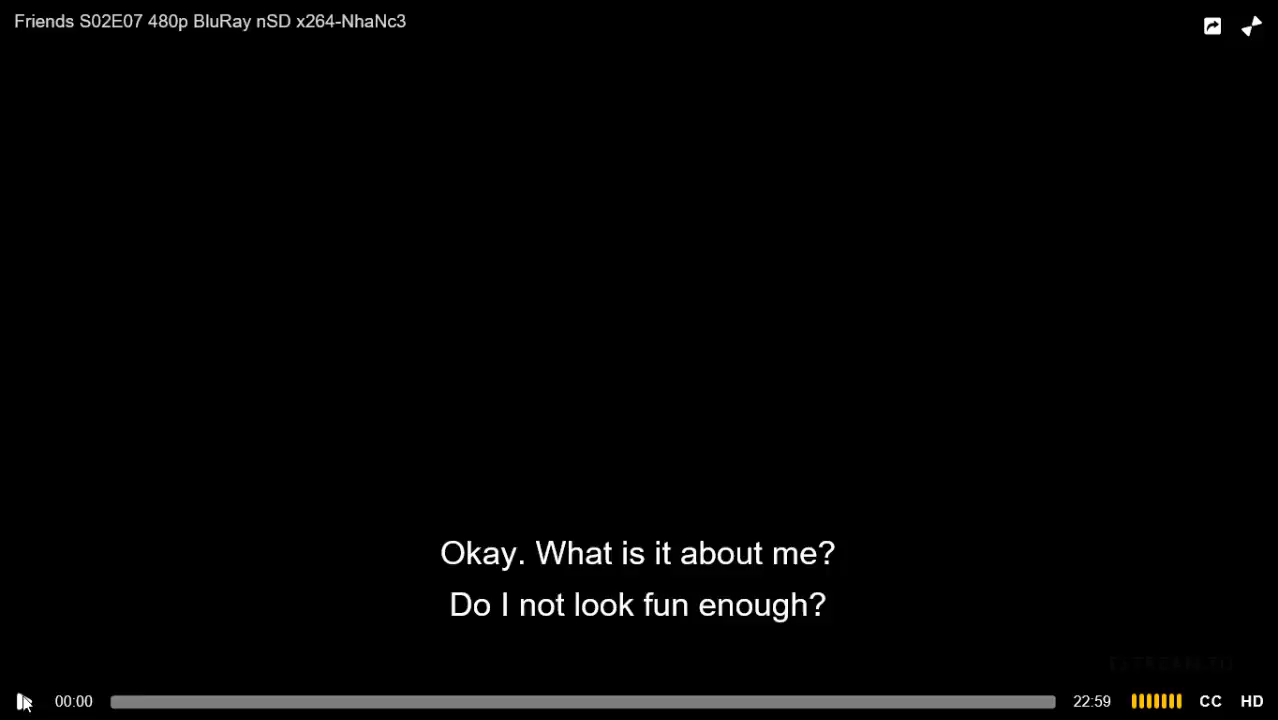 Friends S02E07 480p BluRay nSD x264-NhaNc3
Okay. What is it about me?
Do I not look fun enough?
00:00
22:59
CC
HD